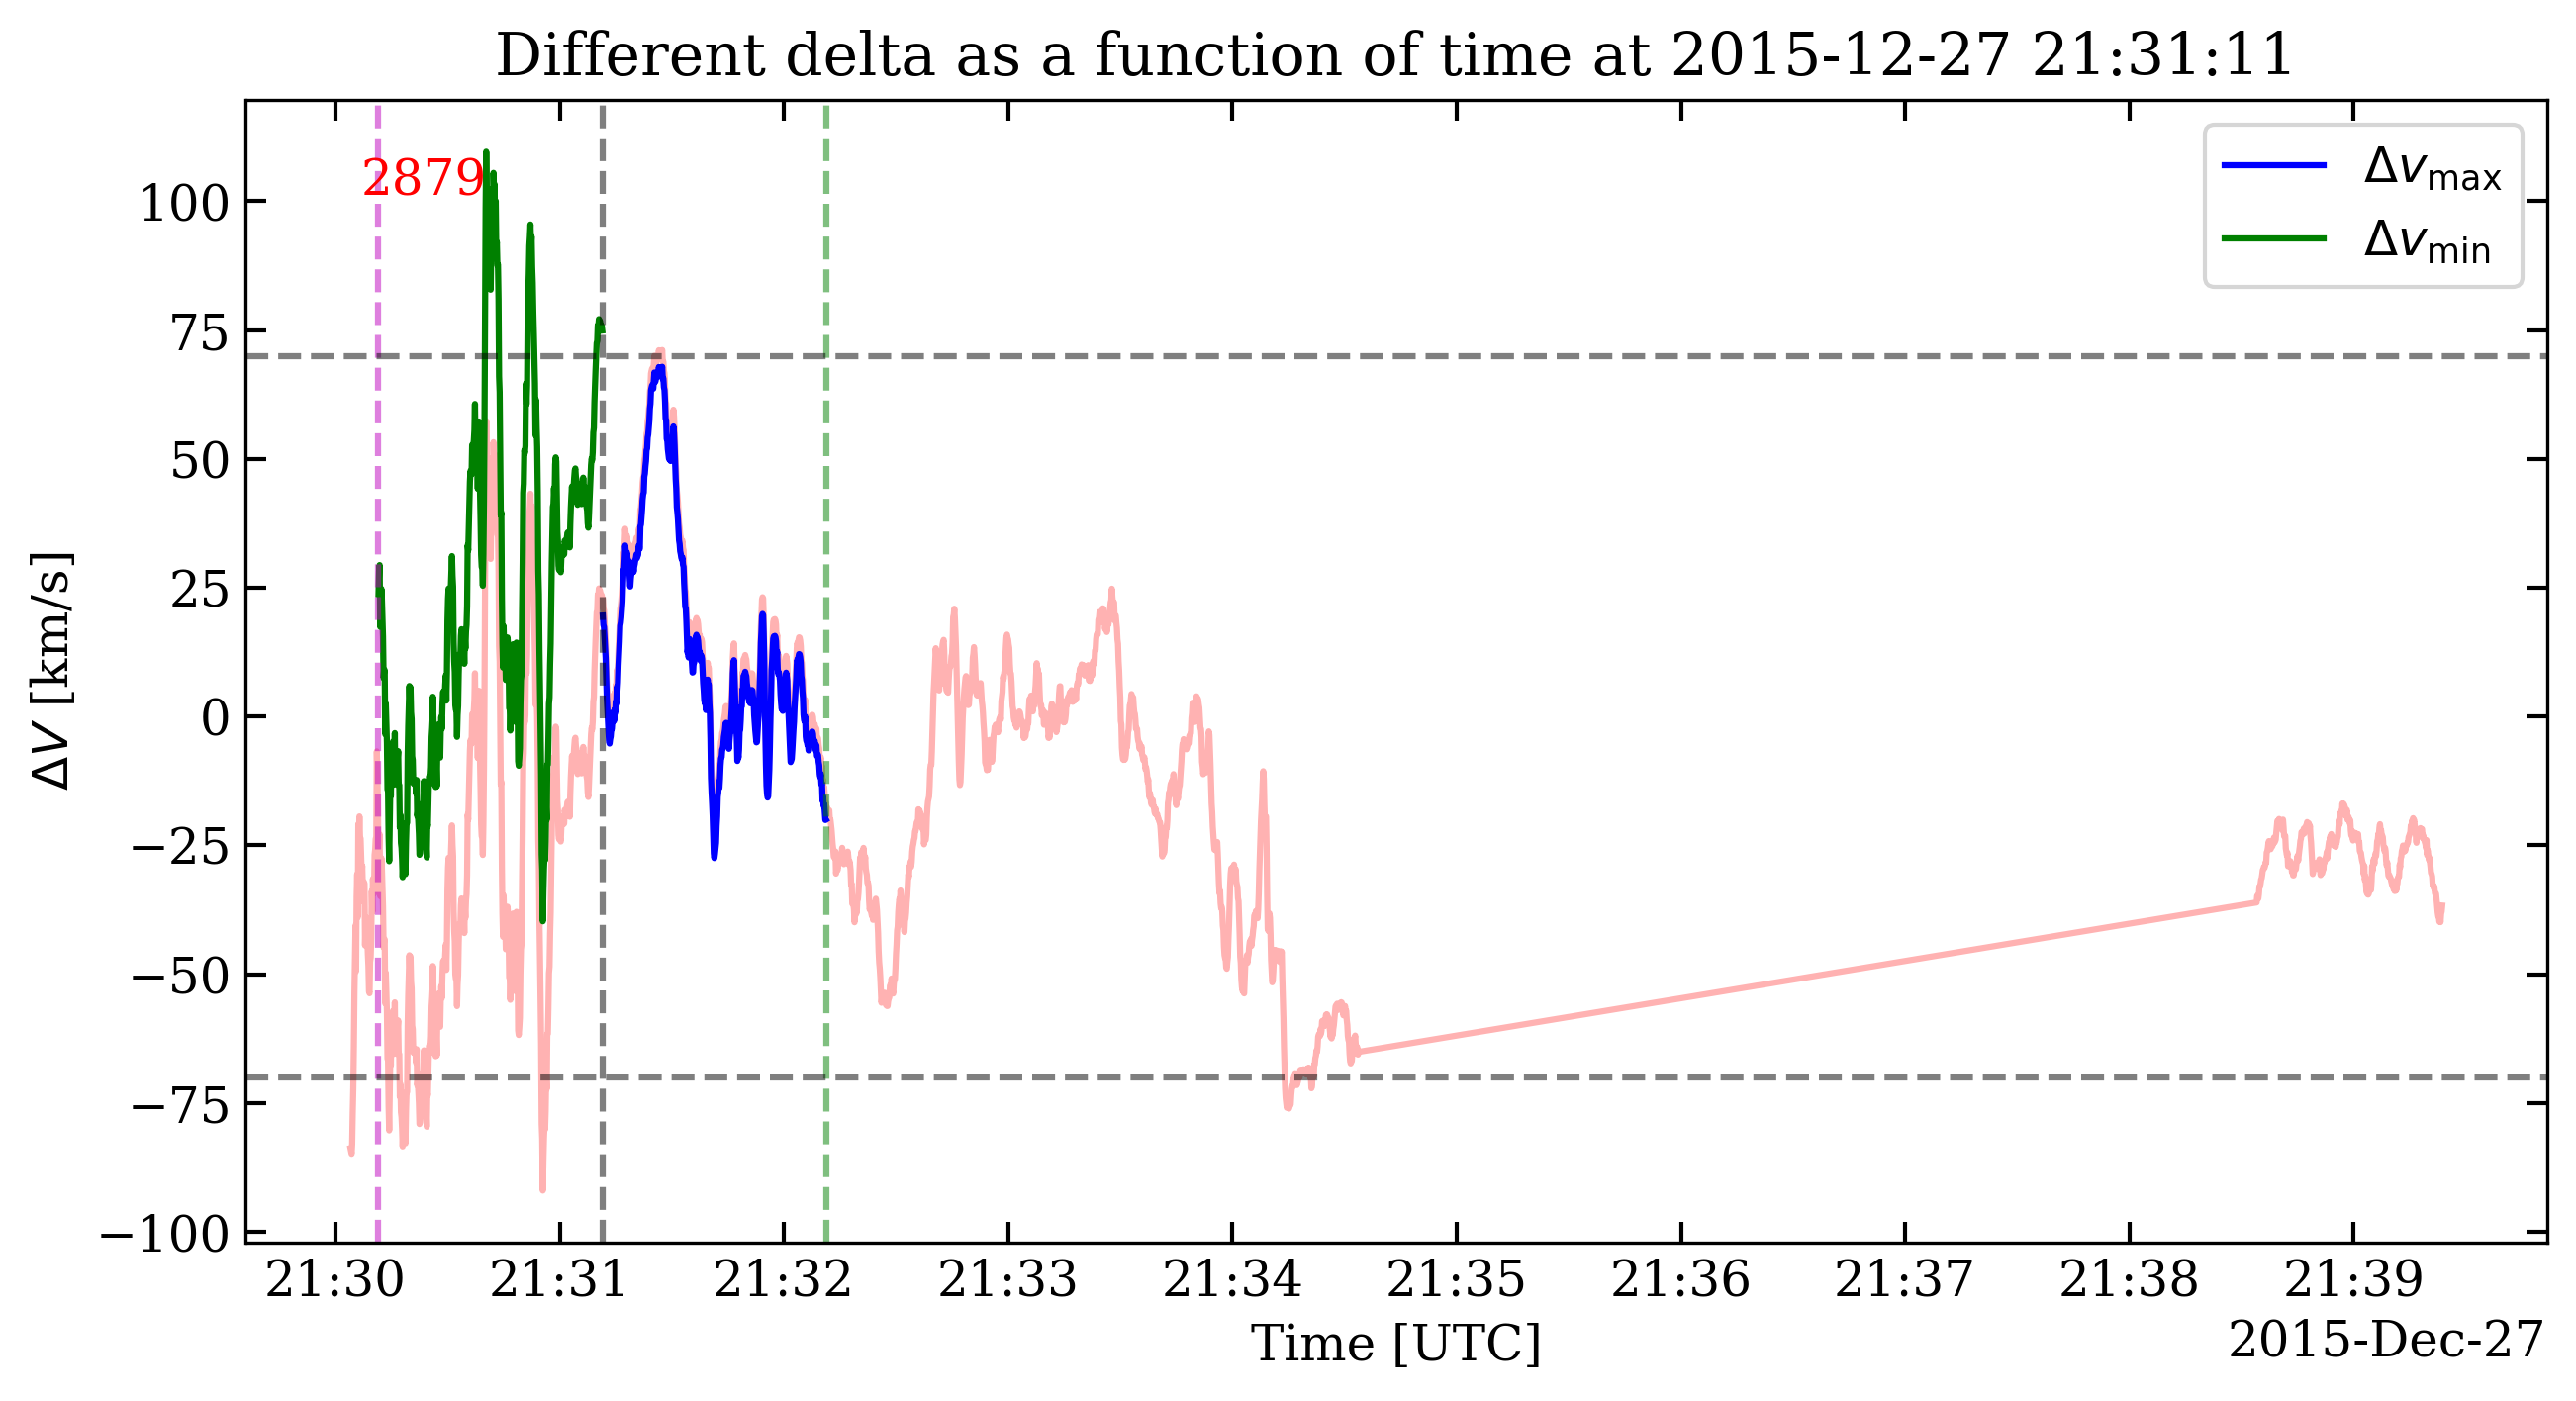 Different delta as a function of time at 2015-12-27 21:31:11
2879
Δv_max
Δv_min
100
75
50
25
0
−25
−50
−75
−100
ΔV [km/s]
21:30 21:31 21:32 21:33 21:34 21:35 21:36 21:37 21:38 21:39
Time [UTC]
2015-Dec-27